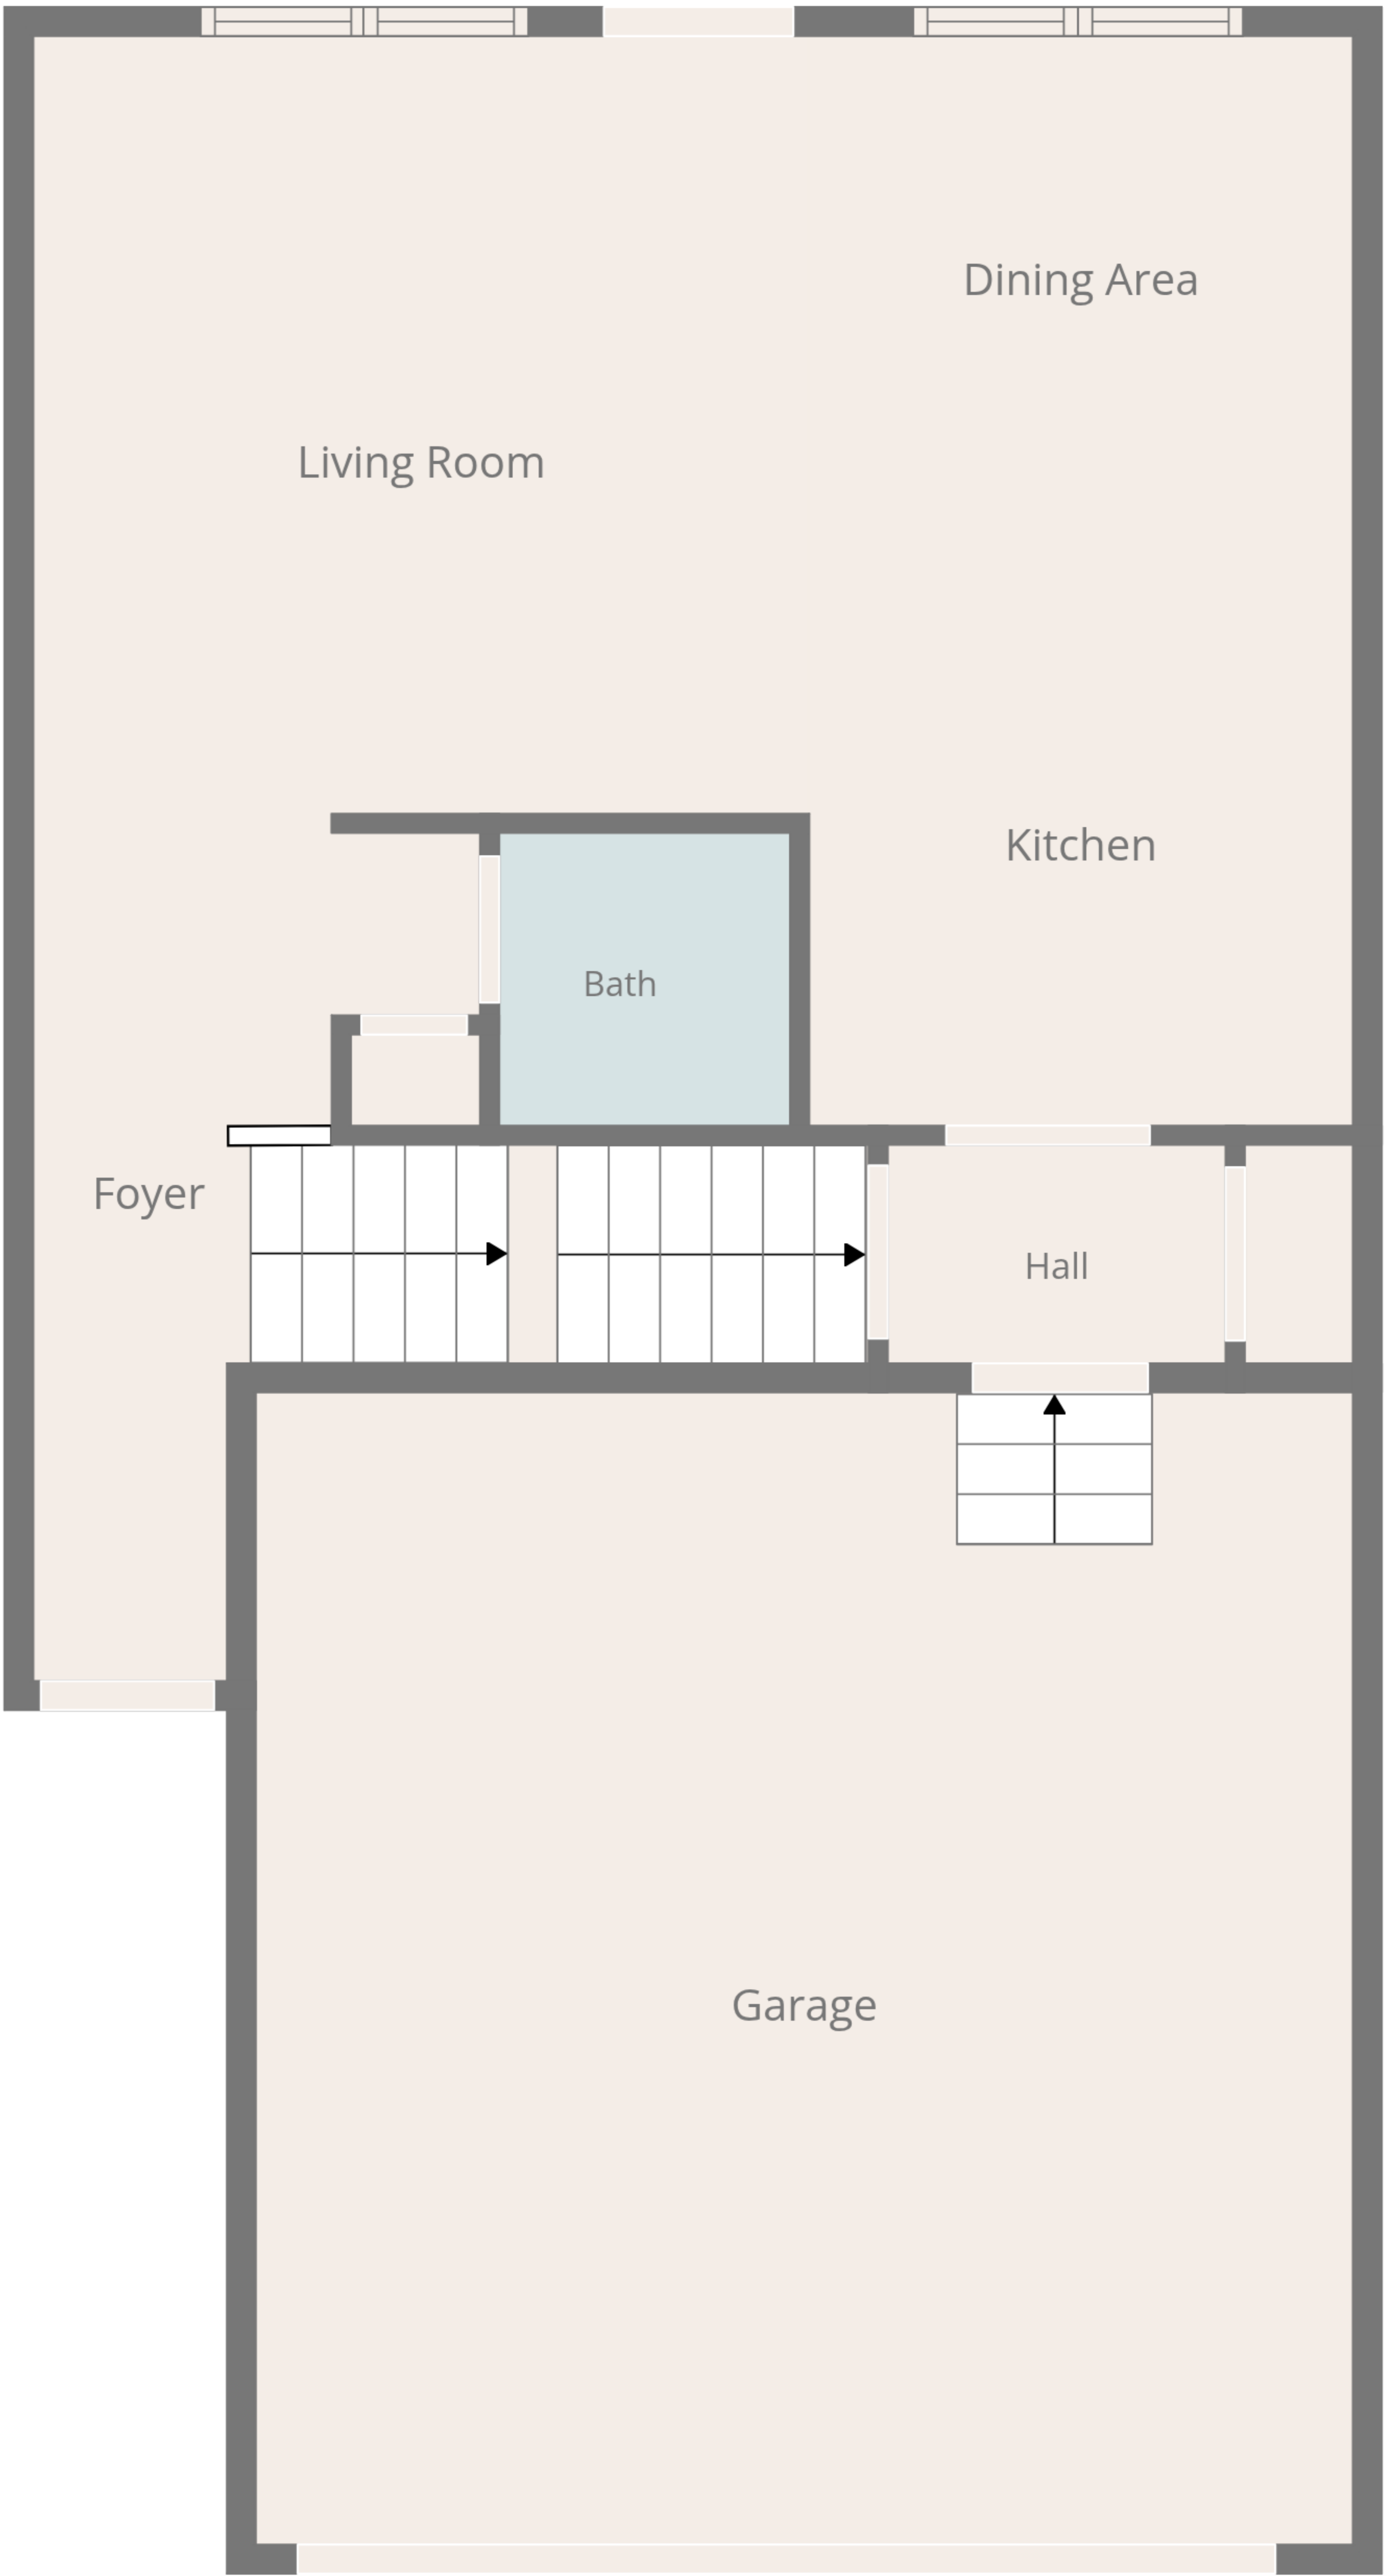 Dining Area
Living Room
Kitchen
Bath
Foyer
Hall
Garage